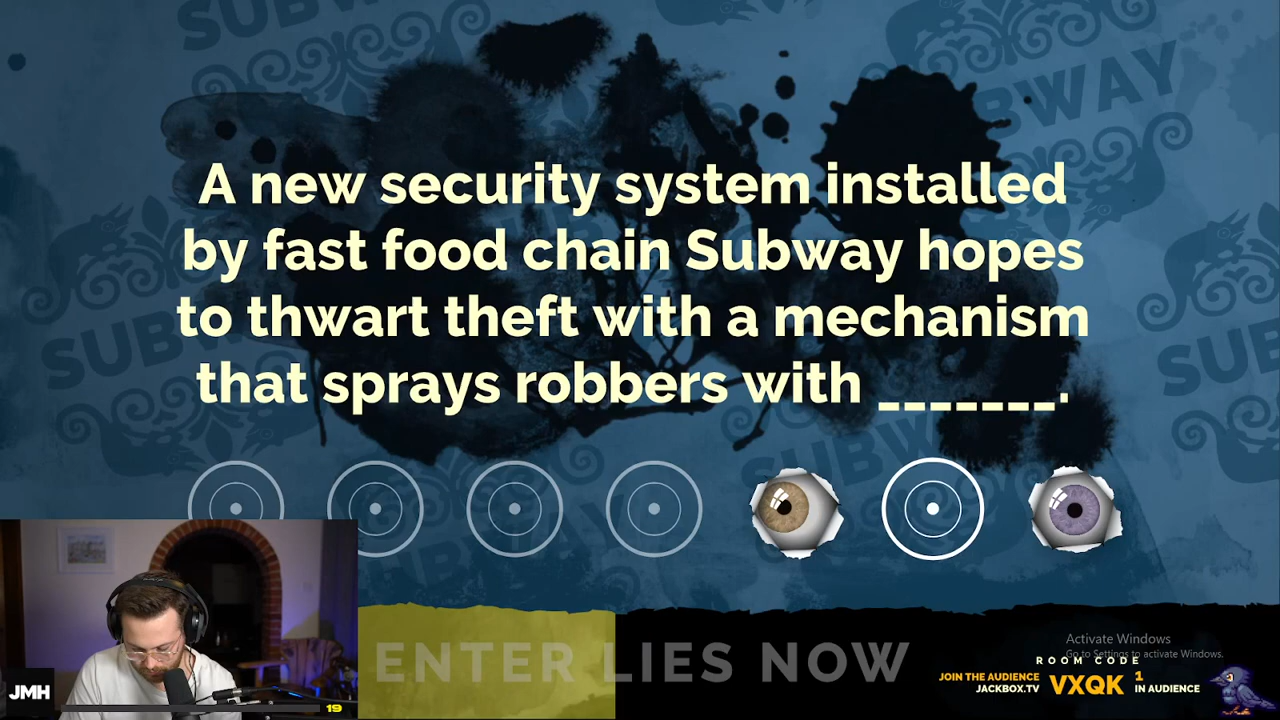 SUBWAY
SUBWAY
A new security system installed
by fast food chain Subway hopes
to thwart theft with a mechanism
that sprays robbers with _______.
ENTER LIES NOW
Activate Windows
Go to Settings to activate Windows.
ROOM CODE
JOIN THE AUDIENCE
JACKBOX.TV
VXQK
1
IN AUDIENCE
JMH
19